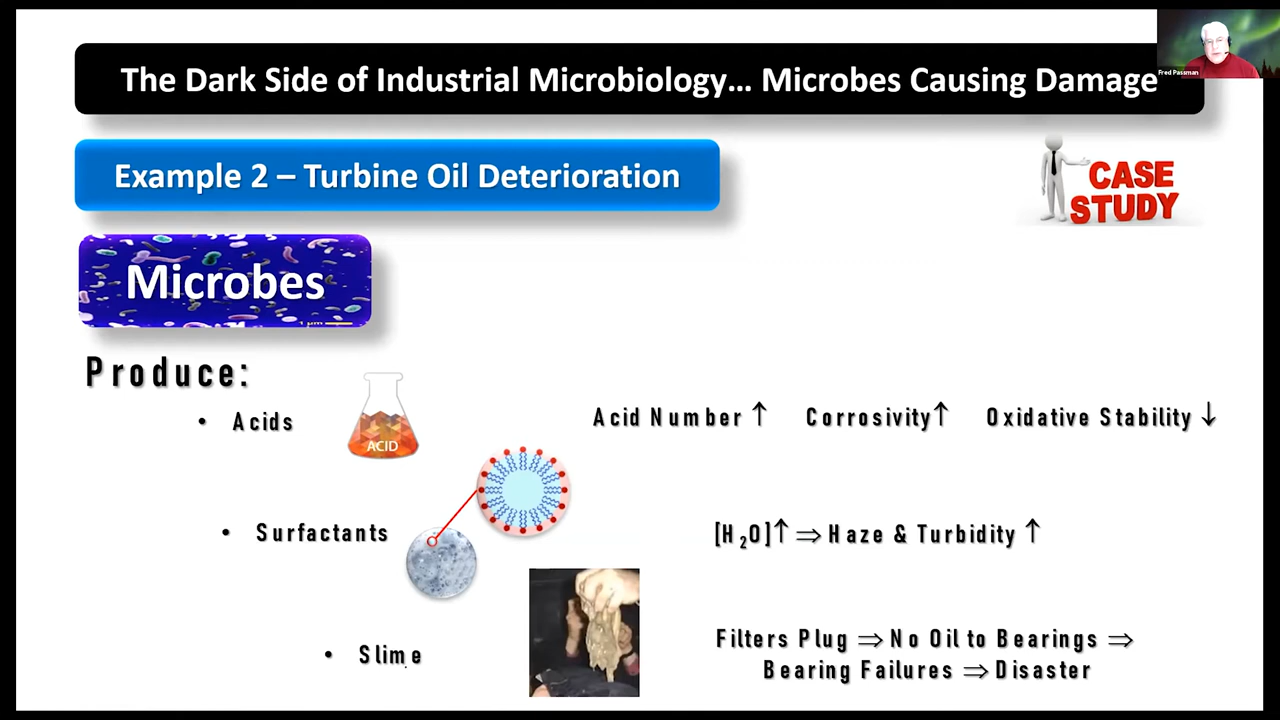 The Dark Side of Industrial Microbiology... Microbes Causing Damage
Fred Passman
Example 2 – Turbine Oil Deterioration
CASE
STUDY
Microbes
1 µm
Produce:
• Acids
ACID
Acid Number ↑ Corrosivity↑ Oxidative Stability ↓
• Surfactants
[H₂O]↑ ⇒ Haze & Turbidity ↑
• Slime
Filters Plug ⇒ No Oil to Bearings ⇒
Bearing Failures ⇒ Disaster